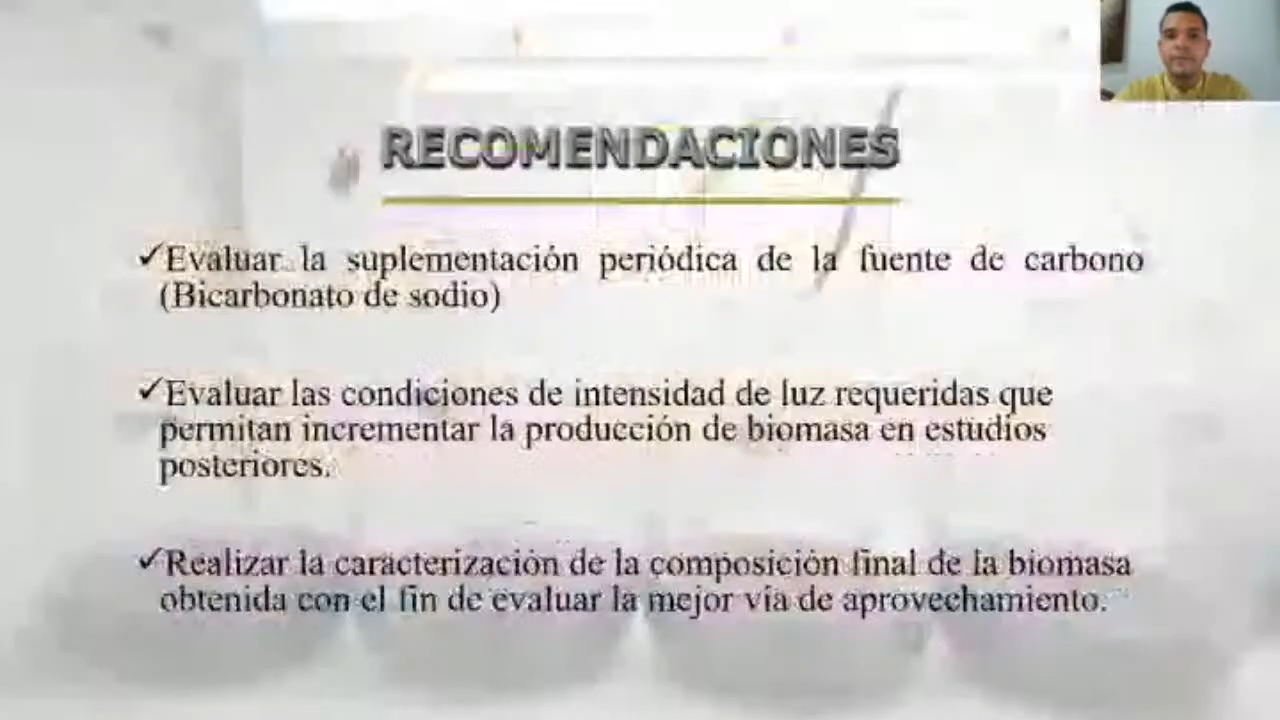 RECOMENDACIONES
✓Evaluar la suplementación periódica de la fuente de carbono
(Bicarbonato de sodio)
✓Evaluar las condiciones de intensidad de luz requeridas que
permitan incrementar la producción de biomasa en estudios
posteriores.
✓Realizar la caracterización de la composición final de la biomasa
obtenida con el fin de evaluar la mejor vía de aprovechamiento.